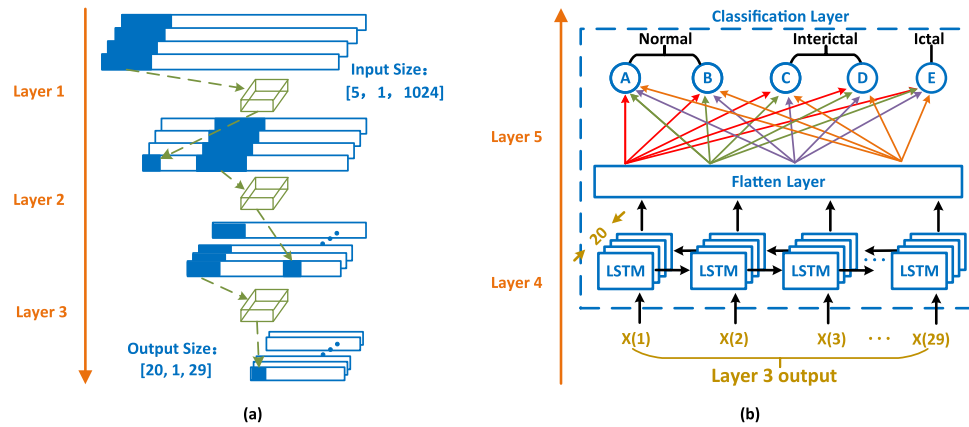 Layer 1
Input Size：
[5， 1， 1024]
Layer 2
Layer 3
Output Size：
[20, 1, 29]
(a)
Classification Layer
Normal
Interictal
Ictal
A
B
C
D
E
Layer 5
Flatten Layer
20
Layer 4
LSTM
LSTM
LSTM
...
LSTM
X(1)
X(2)
X(3)
...
X(29)
Layer 3 output
(b)